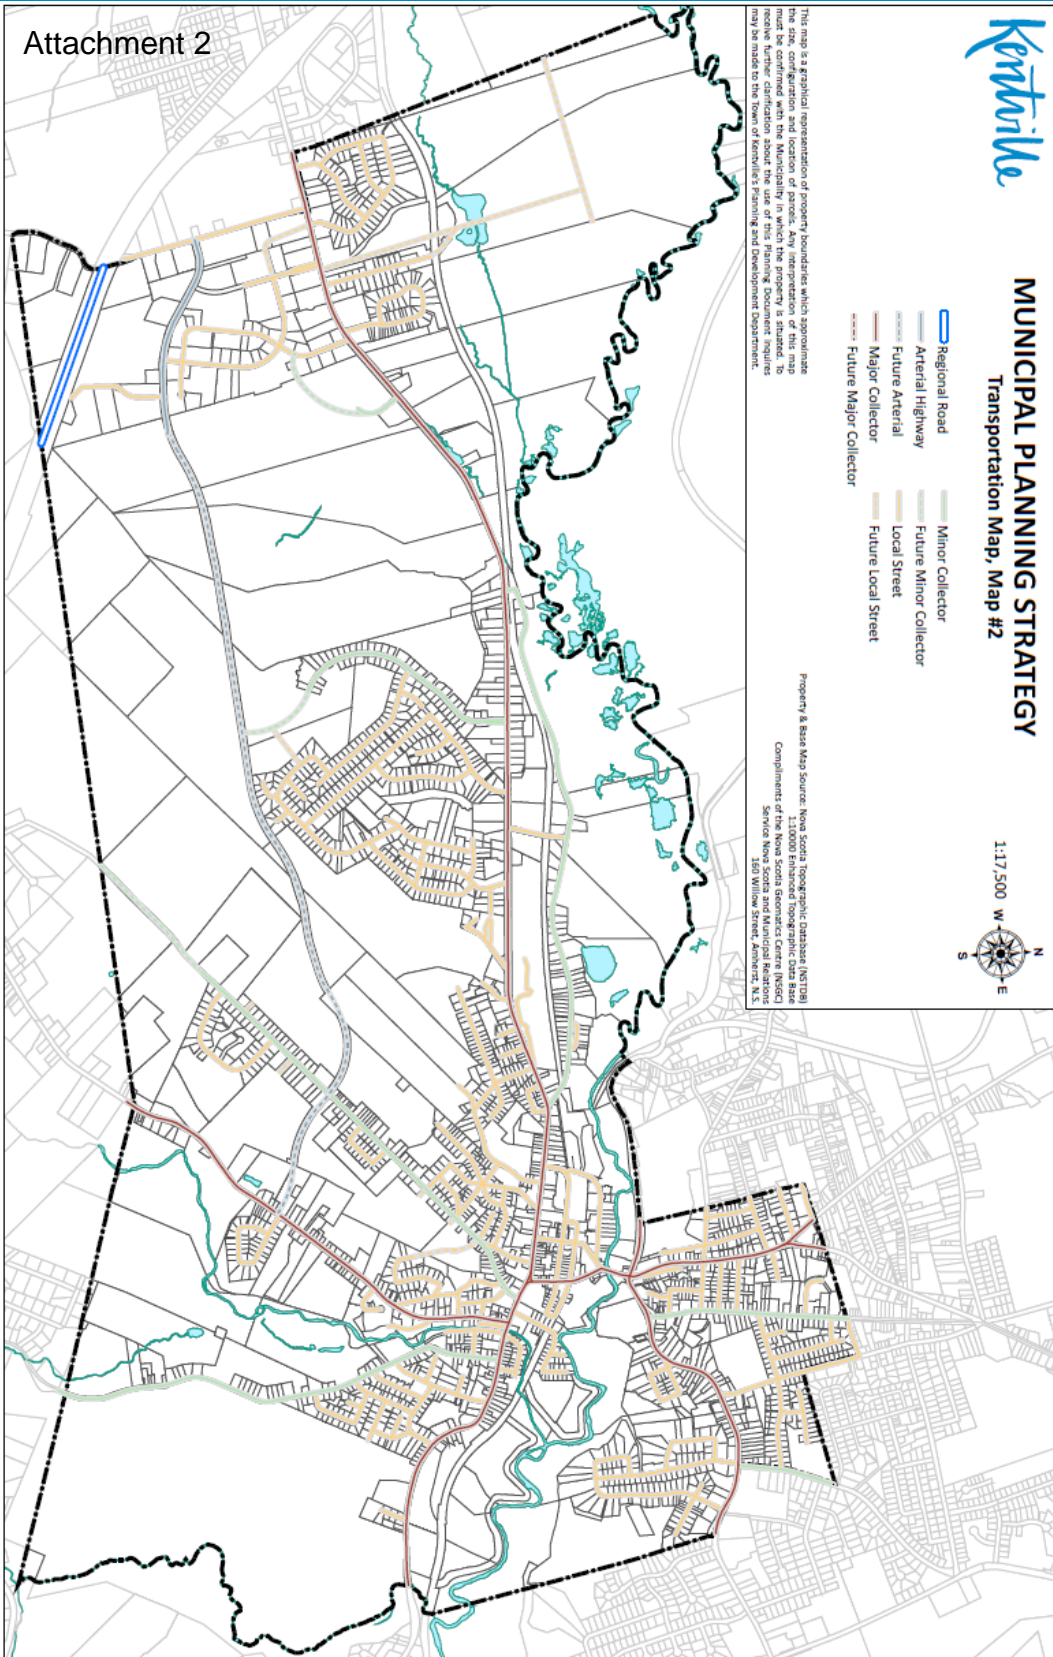 Attachment 2
Kentville
MUNICIPAL PLANNING STRATEGY
Transportation Map, Map #2
1:17,500
N
W
E
S
Regional Road
Arterial Highway
Future Arterial
Major Collector
Future Major Collector
Minor Collector
Future Minor Collector
Local Street
Future Local Street
This map is a graphical representation of property boundaries which approximate
the size, configuration and location of parcels. Any interpretation of this map
must be confirmed with the Municipality in which the property is situated. To
receive further clarification about the use of this Planning Document inquires
may be made to the Town of Kentville's Planning and Development Department.
Property & Base Map Source: Nova Scotia Topographic Database (NSTDB)
1:10000 Enhanced Topographic Data Base
Compliments of the Nova Scotia Geomatics Centre (NSGC)
Service Nova Scotia and Municipal Relations
160 Willow Street, Amherst, N.S.